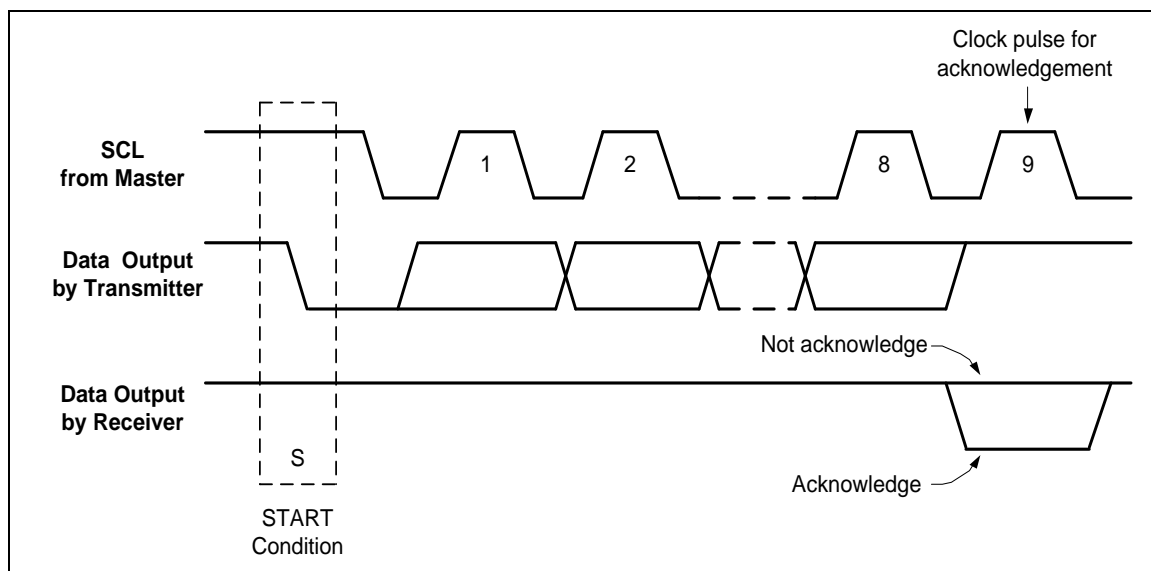 Clock pulse for
acknowledgement
SCL
from Master
1
2
8
9
Data Output
by Transmitter
Not acknowledge
Data Output
by Receiver
S
Acknowledge
START
Condition